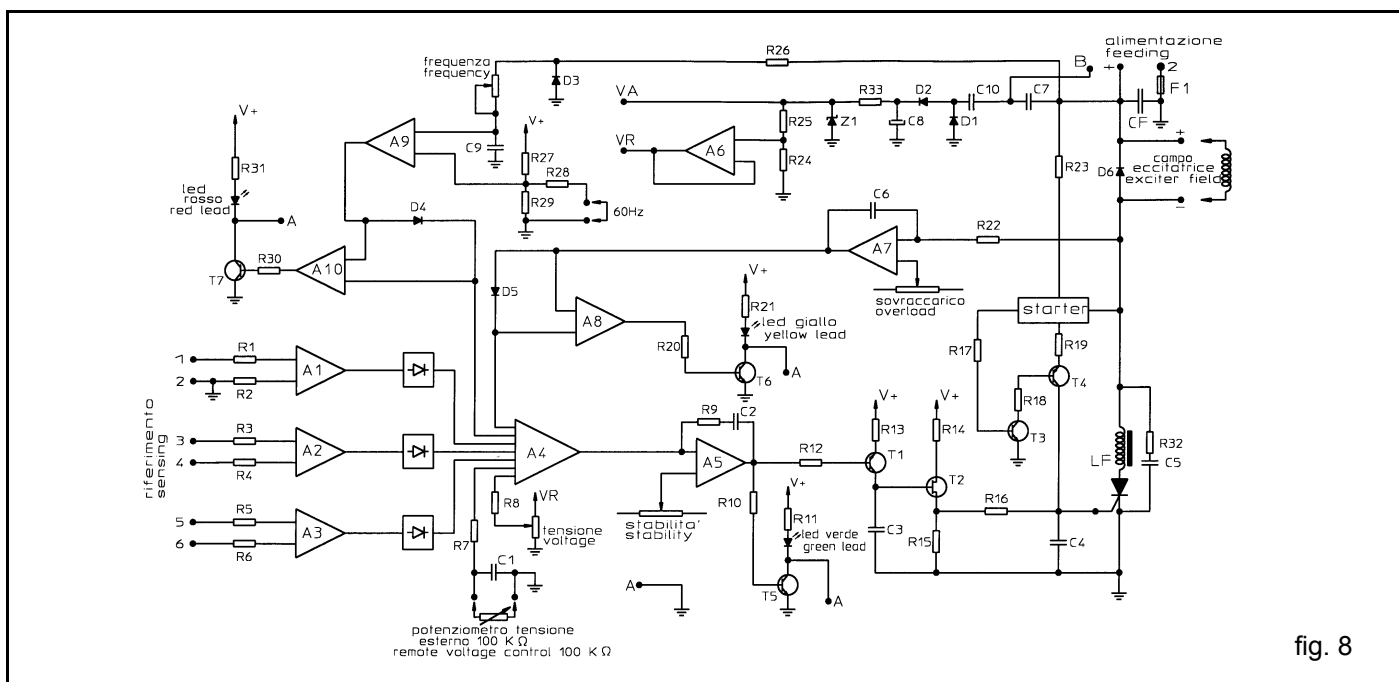 alimentazione
feeding
R26
B
+
2
F1
CF
frequenza
frequency
D3
V+
VA
R33
D2
C10
C7
R25
Z1
C8
D1
VR
A6
R24
V+
A9
C9
R27
R28
R29
60Hz
R23
+
campo
eccitatrice
exciter field
D6
−
R31
led
rosso
red lead
A
D4
C6
A7
R22
T7
R30
A10
sovraccarico
overload
D5
V+
R21
led giallo
yellow lead
A8
R20
T6
A
starter
R17
R19
T4
R18
T3
riferimento
sensing
1
R1
2
R2
A1
3
R3
4
R4
A2
5
R5
6
R6
A3
A4
R9
C2
A5
R12
V+
R13
T1
V+
R14
T2
LF
R32
C5
R8
VR
tensione
voltage
R7
stabilita'
stability
R10
V+
R11
led verde
green lead
C3
R15
R16
C4
C1
A
T5
A
potenziometro tensione
esterno 100 KΩ
remote voltage control 100 KΩ
fig. 8